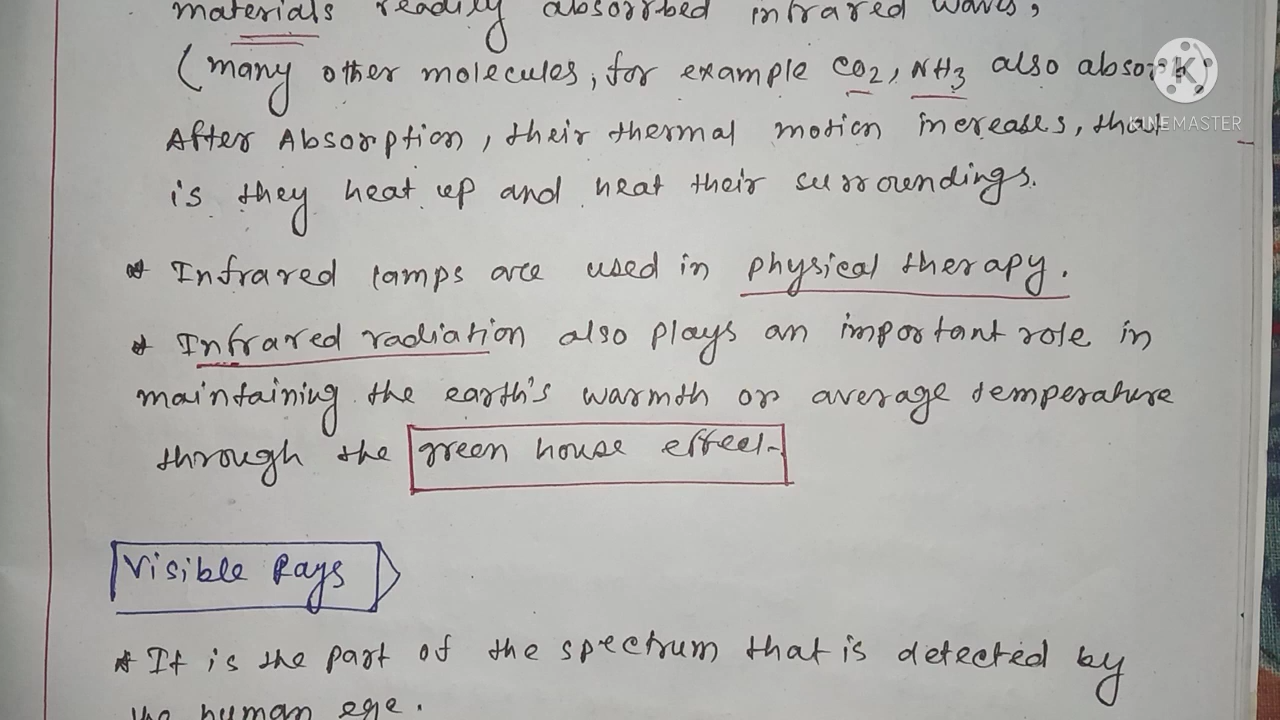 materials readily absorbed infrared waves,
(many other molecules, for example CO2, NH3 also absorb
After Absorption, their thermal motion increases, that
is they heat up and heat their surroundings.
* Infrared lamps are used in physical therapy.
* Infrared radiation also plays an important role in
maintaining the earth's warmth or average temperature
through the green house effect.
Visible Rays
* It is the part of the spectrum that is detected by
the human eye.
K
KINEMASTER